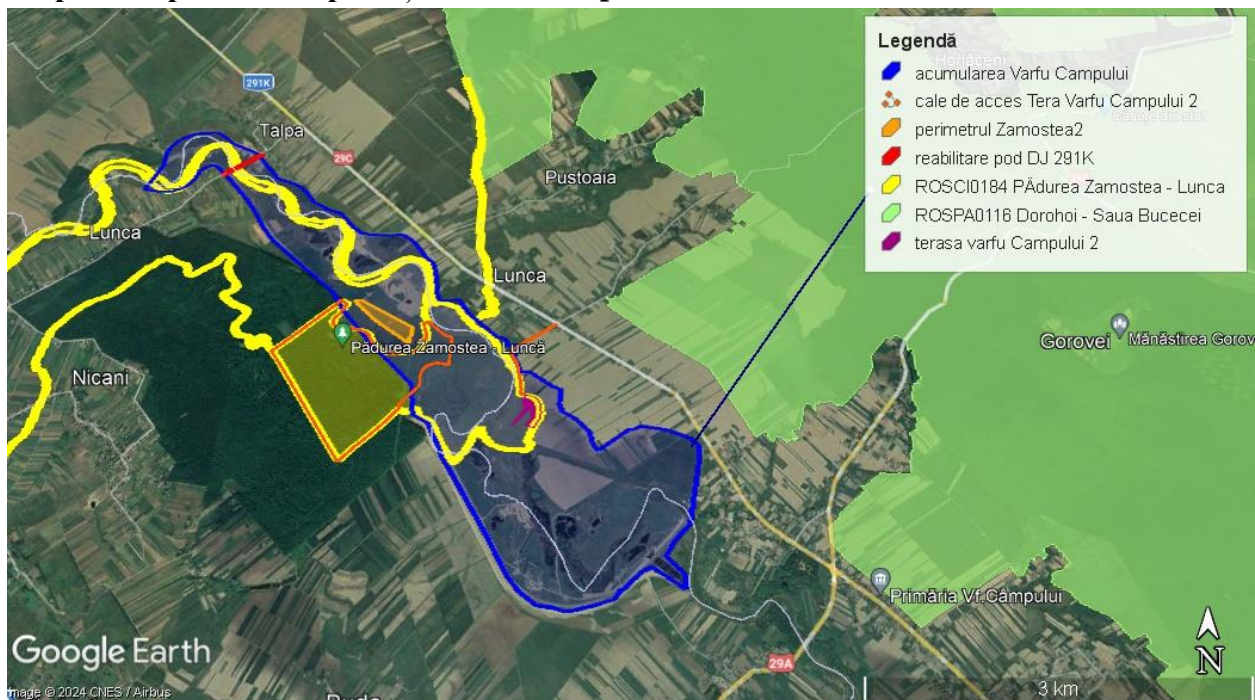 Legendă
acumularea Varfu Campului
cale de acces Tera Varfu Campului 2
perimetrul Zamostea2
reabilitare pod DJ 291K
ROSCI0184 PÄdurea Zamostea - Lunca
ROSPA0116 Dorohoi - Saua Bucecei
terasa varfu Campului 2
291K
Talpa
29C
Pustoaia
Lunca
Lunca
Pădurea Zamostea - Luncă
Nicani
Gorovei
Mănăstirea Gorov
Primăria Vf.Câmpului
29A
Google Earth
Image © 2024 CNES / Airbus
N
3 km